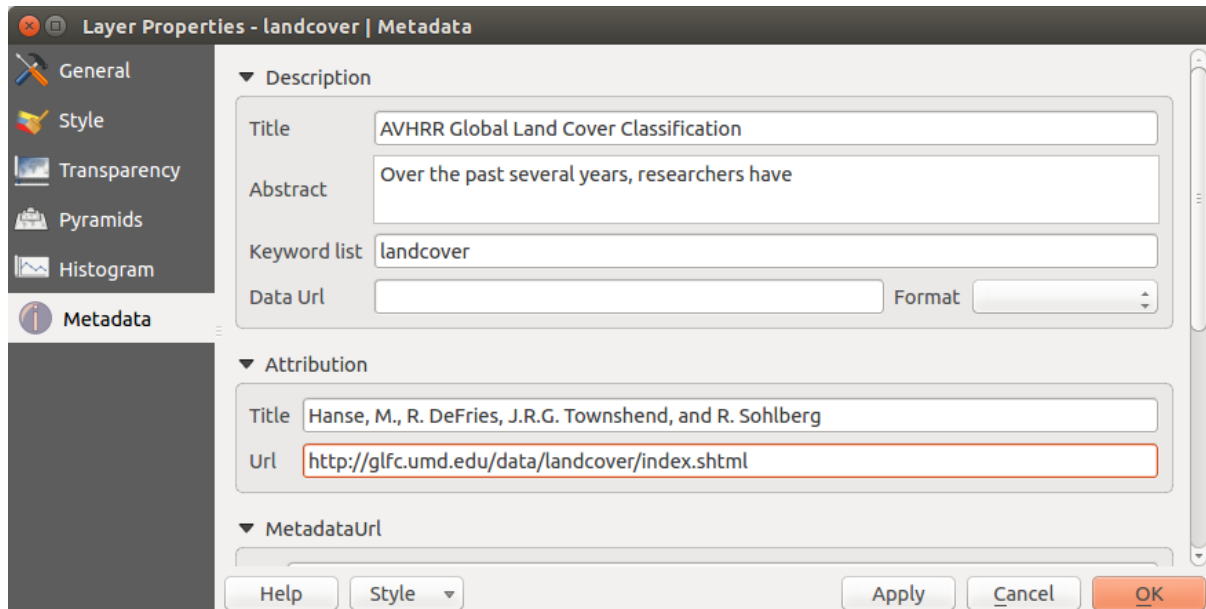 Layer Properties - landcover | Metadata
General
Style
Transparency
Pyramids
Histogram
Metadata
Description
Title AVHRR Global Land Cover Classification
Abstract Over the past several years, researchers have
Keyword list landcover
Data Url Format
Attribution
Title Hanse, M., R. DeFries, J.R.G. Townshend, and R. Sohlberg
Url http://glfc.umd.edu/data/landcover/index.shtml
MetadataUrl
Help Style Apply Cancel OK